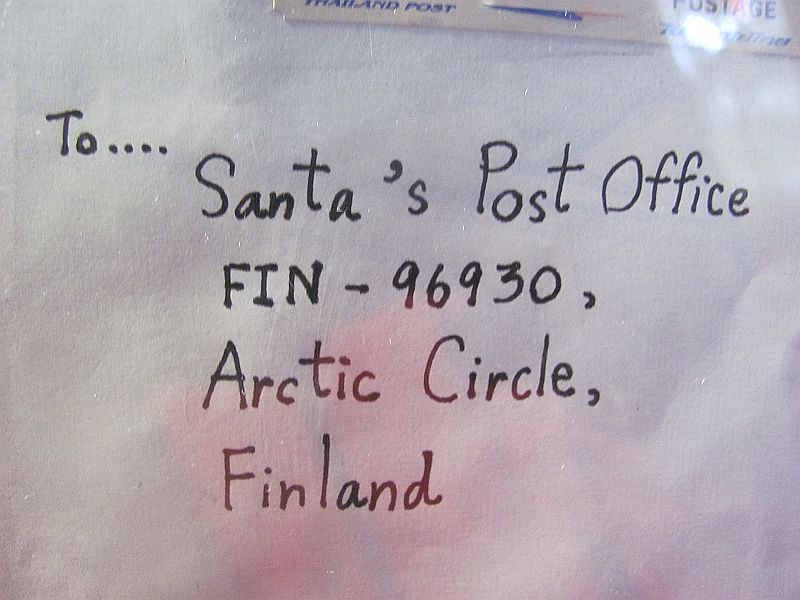 THAILAND POST
POSTAGE
To....
Santa's Post Office
FIN - 96930,
Arctic Circle,
Finland